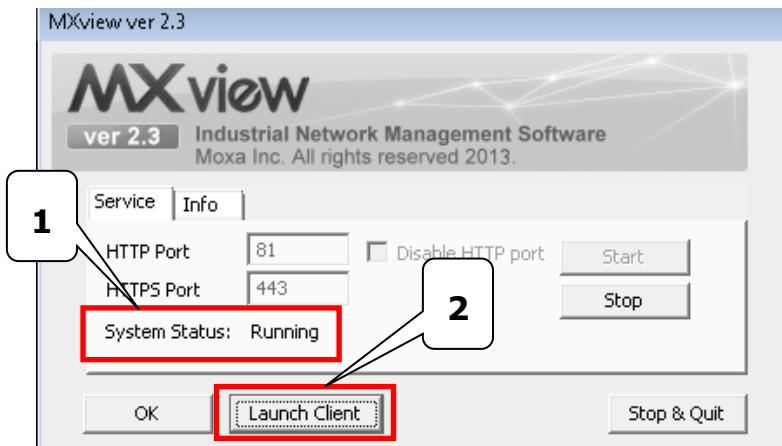 MXview ver 2.3
MXview
ver 2.3 Industrial Network Management Software
Moxa Inc. All rights reserved 2013.
Service Info
1
HTTP Port 81 Disable HTTP port Start
HTTPS Port 443 Stop
2
System Status: Running
OK Launch Client Stop & Quit